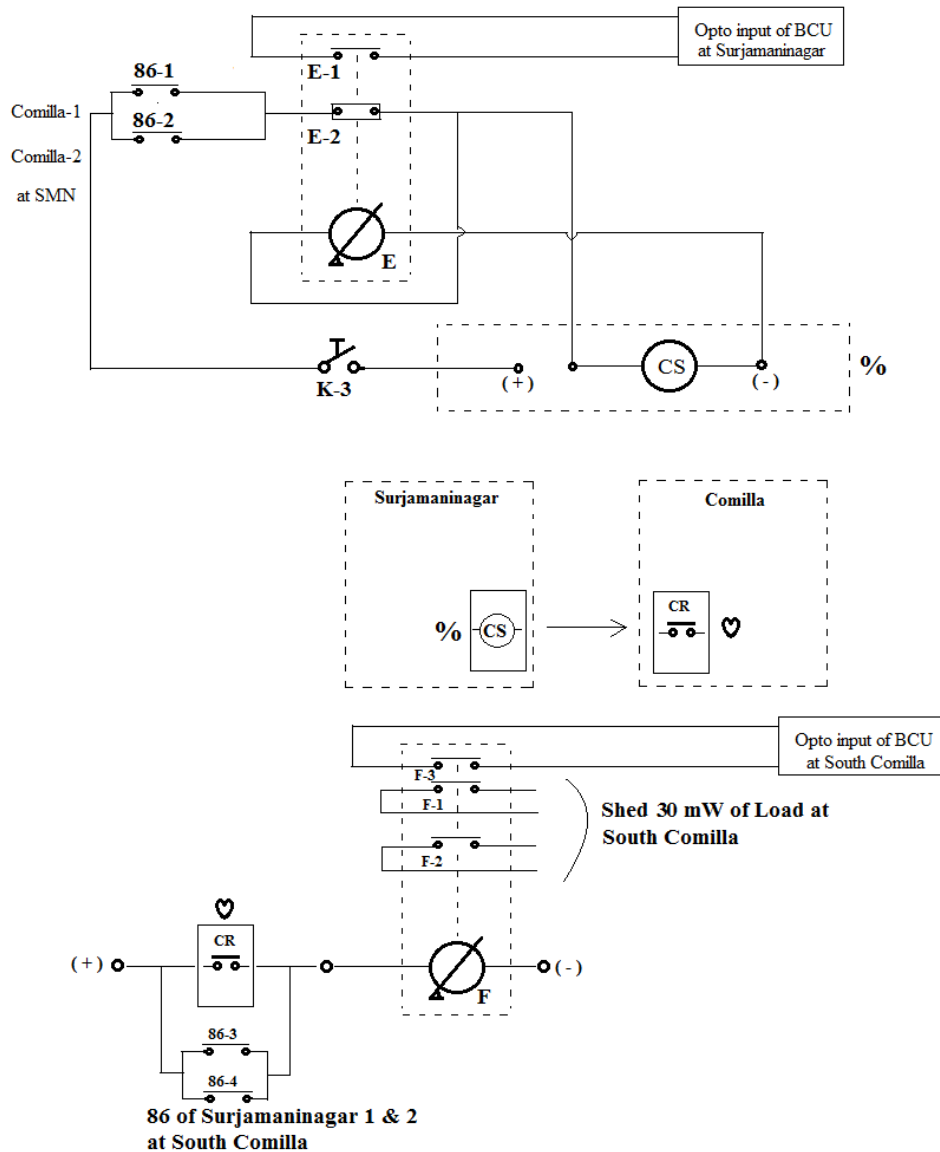 Opto input of BCU
at Surjamaninagar
E-1
86-1
Comilla-1
86-2
E-2
Comilla-2
at SMN
E
K-3
(+)
CS
(-)
%
Surjamaninagar
Comilla
%
CS
CR
Opto input of BCU
at South Comilla
F-3
F-1
F-2
Shed 30 mW of Load at
South Comilla
CR
(+)
F
(-)
86-3
86-4
86 of Surjamaninagar 1 & 2
at South Comilla